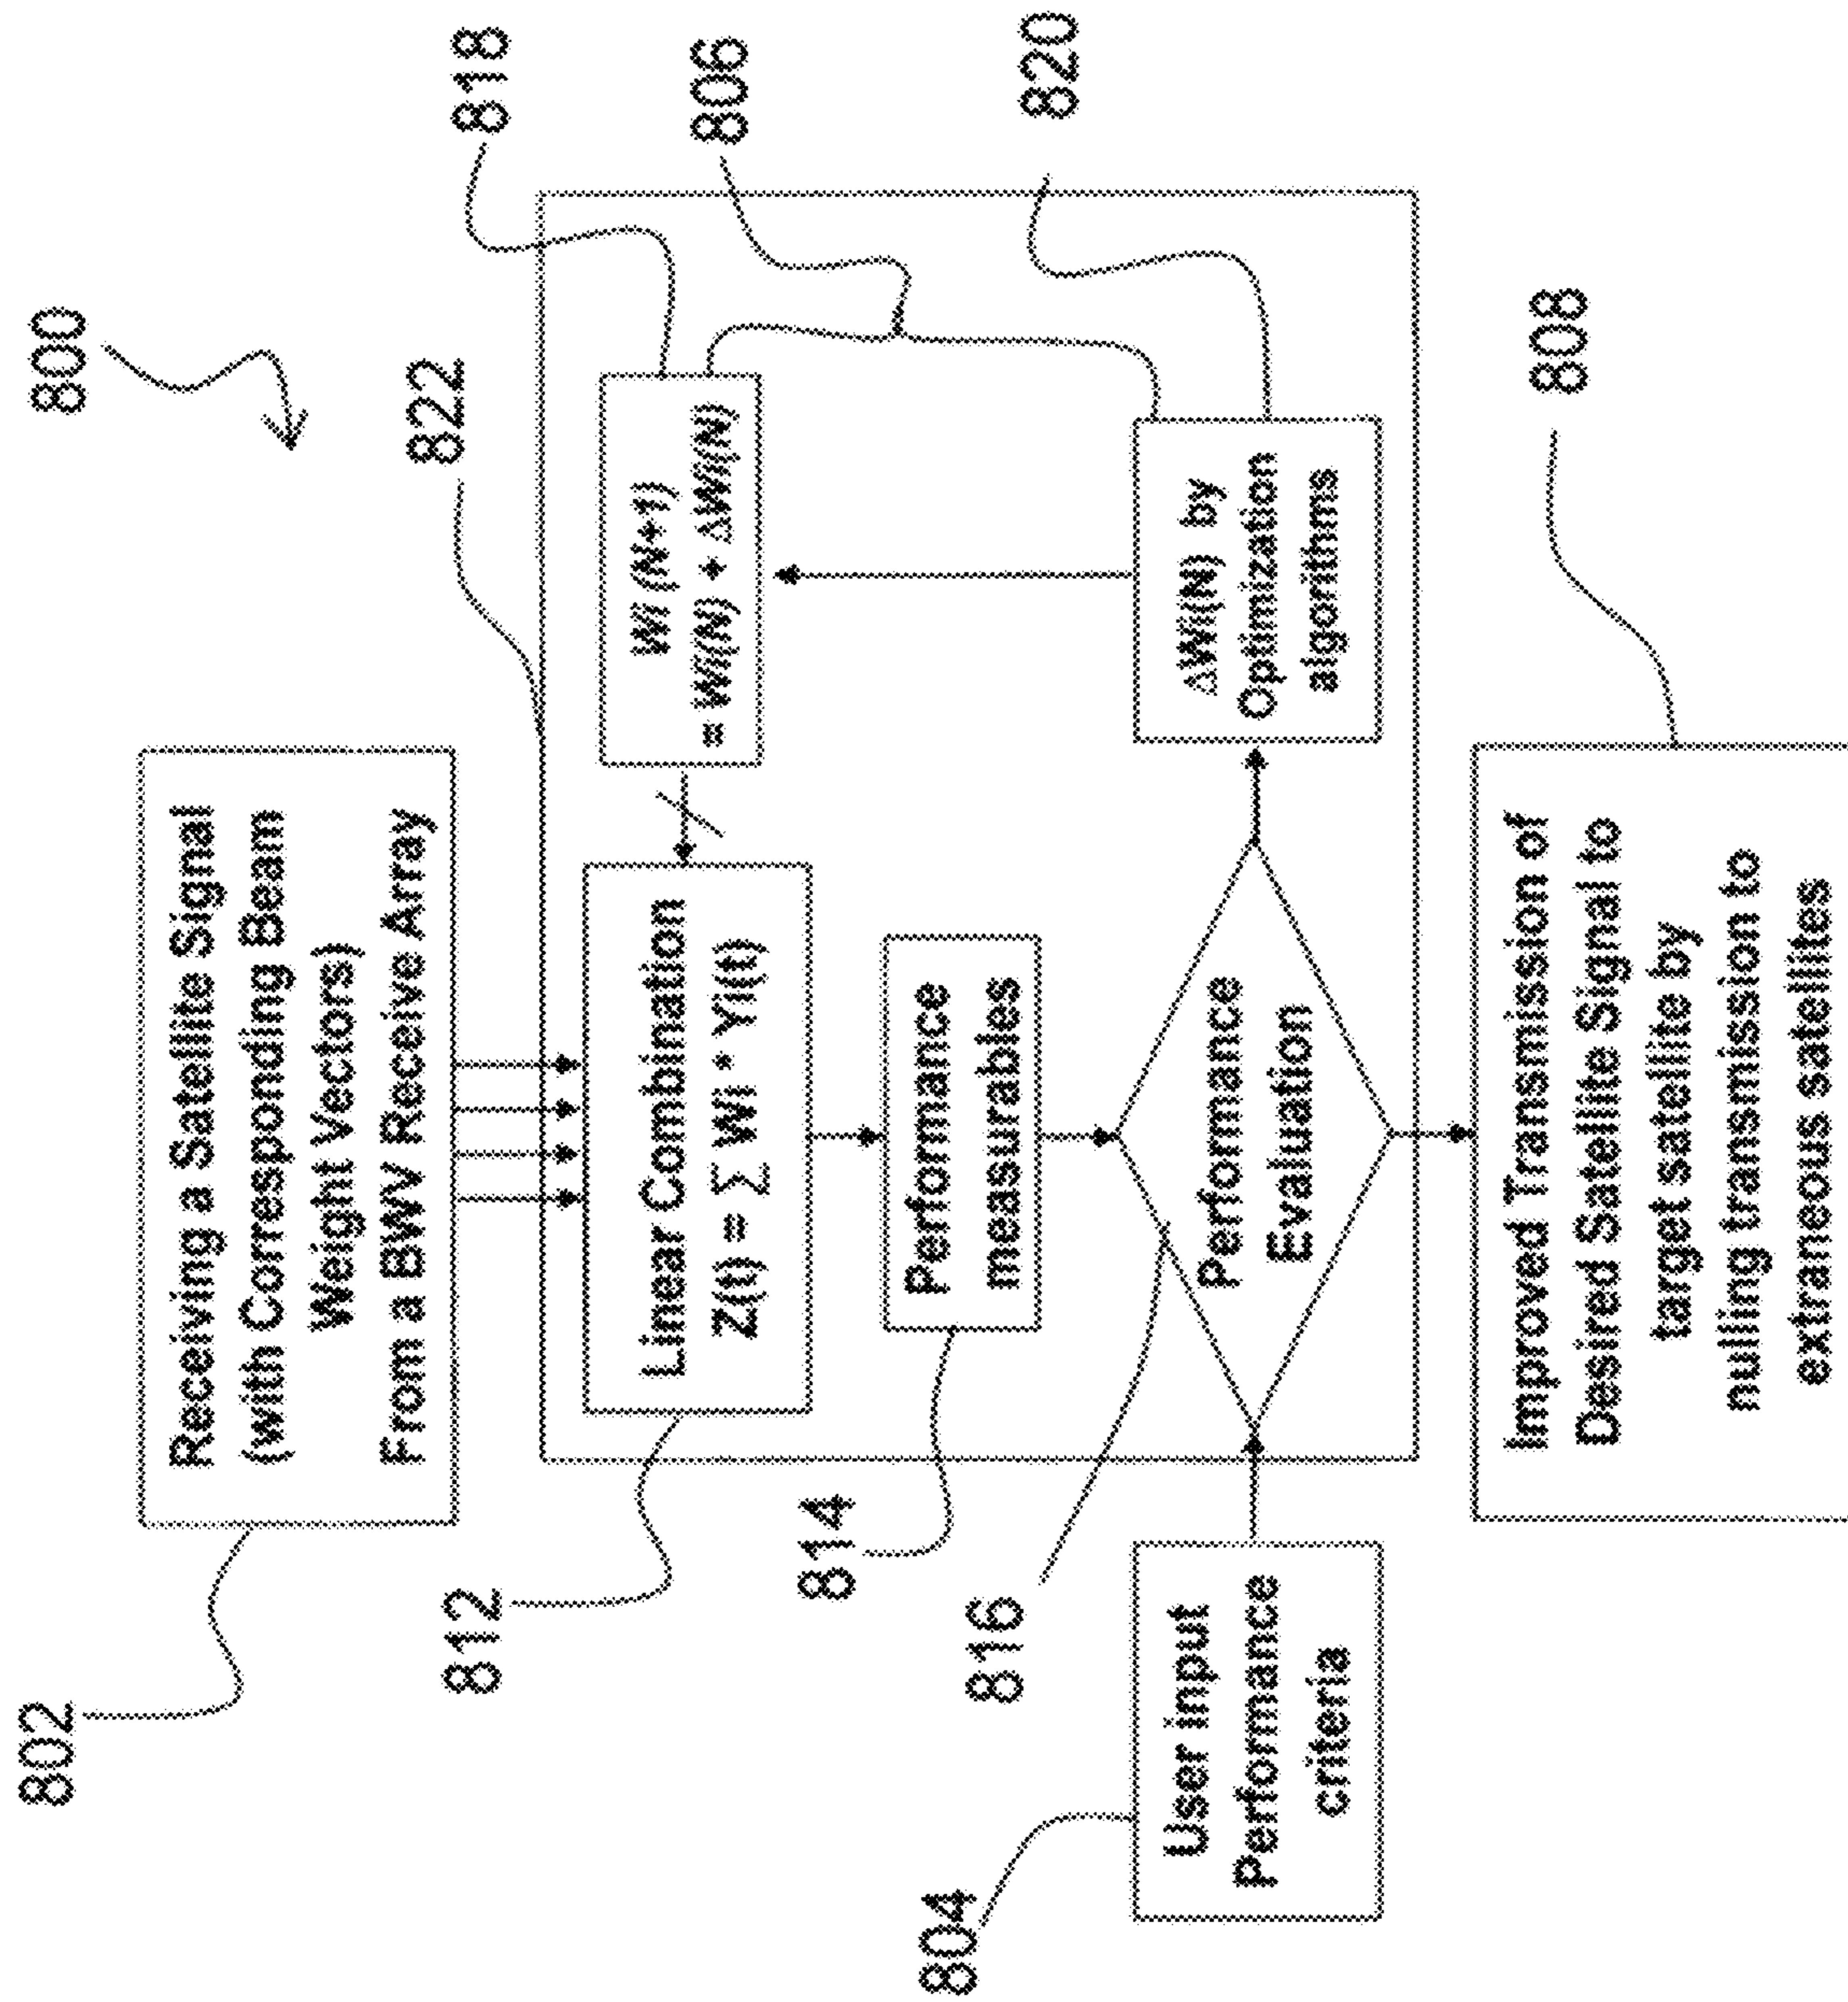 800
802
Receiving a Satellite Signal
(with Corresponding Beam
Weight Vectors)
From a BWV Receive Array
822
818
812
Linear Combination
Z(t) = ∑ Wi * Yi(t)
Wi (N+1)
= Wi(N) + ΔWi(N)
806
814
Performance
measurables
816
Performance
Evaluation
804
User input
Performance
criteria
ΔWi(N) by
Optimization
algorithms
820
808
Improved Transmission of
Desired Satellite Signal to
target satellite by
nulling transmission to
extraneous satellites